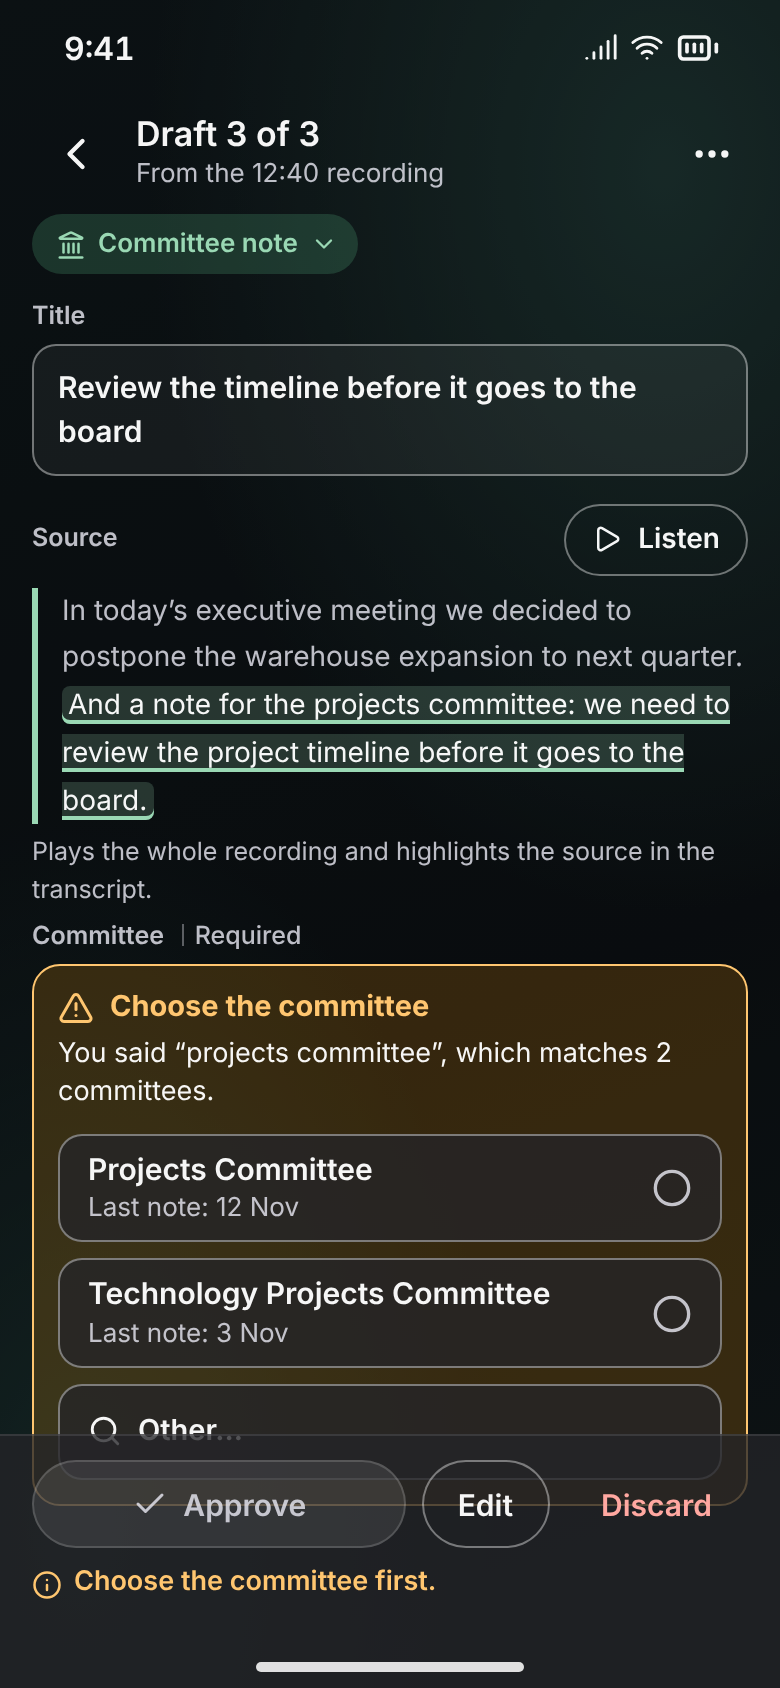 9:41
Draft 3 of 3
From the 12:40 recording
Committee note
Title
Review the timeline before it goes to the
board
Source
Listen
In today’s executive meeting we decided to
postpone the warehouse expansion to next quarter.
And a note for the projects committee: we need to
review the project timeline before it goes to the
board.
Plays the whole recording and highlights the source in the
transcript.
Committee | Required
Choose the committee
You said “projects committee”, which matches 2
committees.
Projects Committee
Last note: 12 Nov
Technology Projects Committee
Last note: 3 Nov
Other...
Approve
Edit
Discard
Choose the committee first.